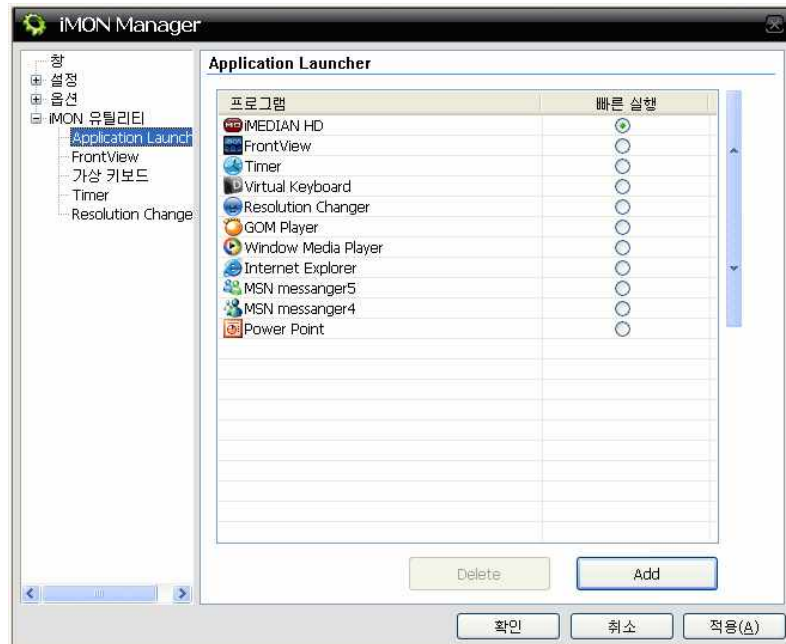 iMON Manager
창
설정
옵션
iMON 유틸리티
Application Launch
FrontView
가상 키보드
Timer
Resolution Change
Application Launcher
프로그램 빠른 실행
iMEDIAN HD
FrontView
Timer
Virtual Keyboard
Resolution Changer
GOM Player
Window Media Player
Internet Explorer
MSN messanger5
MSN messanger4
Power Point
Delete Add
확인 취소 적용(A)